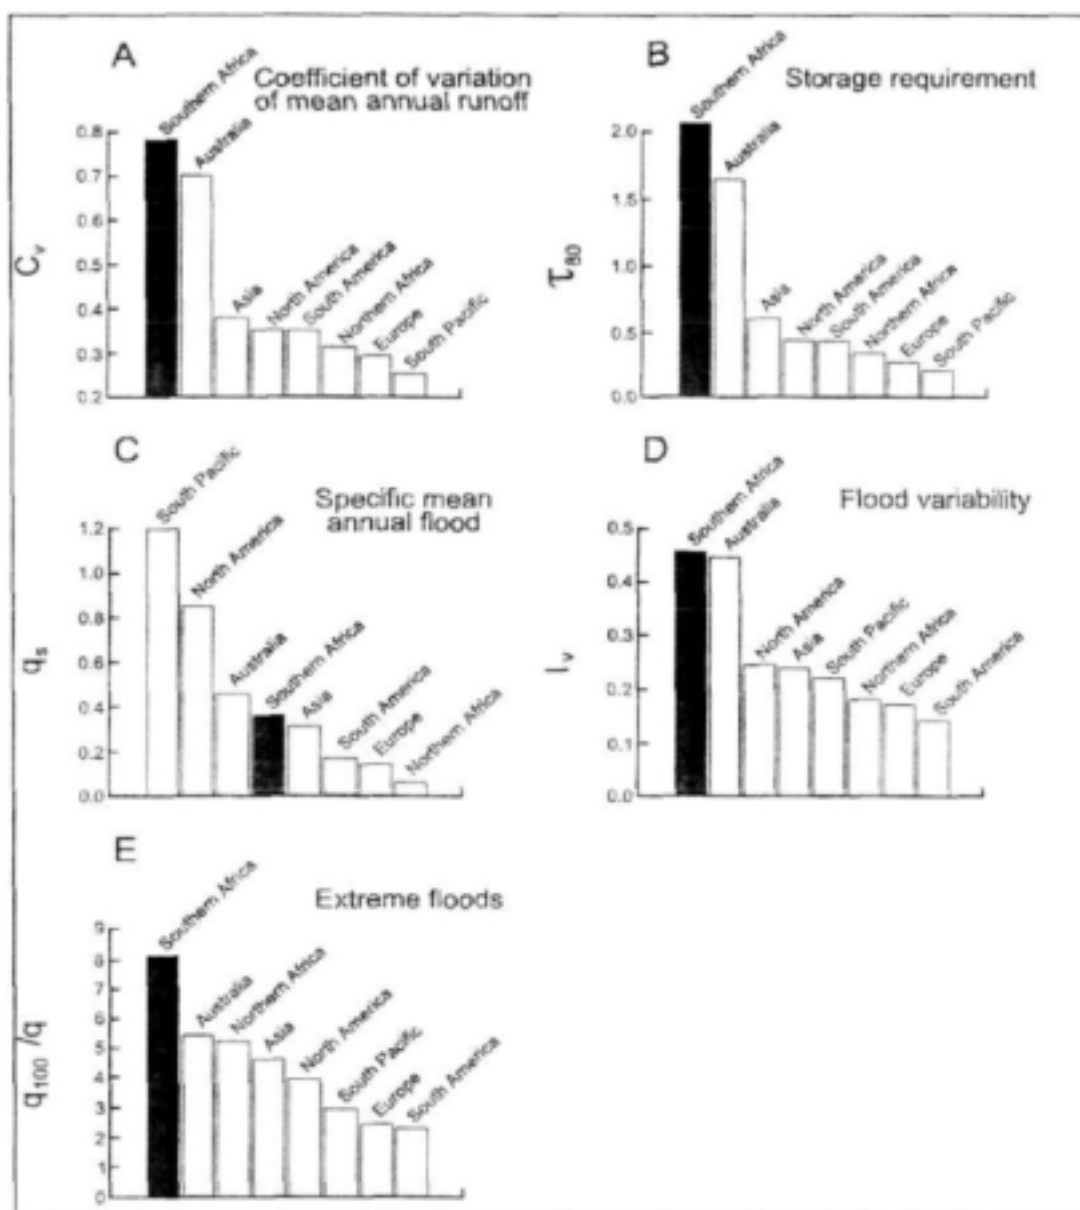 A
Coefficient of variation
of mean annual runoff
Southern Africa
Australia
Asia
North America
South America
Northern Africa
Europe
South Pacific
0.8
0.7
0.6
0.5
0.4
0.3
0.2
Cv
B
Storage requirement
Southern Africa
Australia
Asia
North America
South America
Northern Africa
Europe
South Pacific
2.0
1.5
1.0
0.5
0.0
τ80
C
Specific mean
annual flood
South Pacific
North America
Australia
Southern Africa
Asia
South America
Europe
Northern Africa
1.2
1.0
0.8
0.6
0.4
0.2
0.0
qs
D
Flood variability
Southern Africa
Australia
North America
Asia
South Pacific
Northern Africa
Europe
South America
0.5
0.4
0.3
0.2
0.1
0.0
Iv
E
Extreme floods
Southern Africa
Australia
Northern Africa
Asia
North America
South Pacific
Europe
South America
9
8
7
6
5
4
3
2
1
0
q100 /q